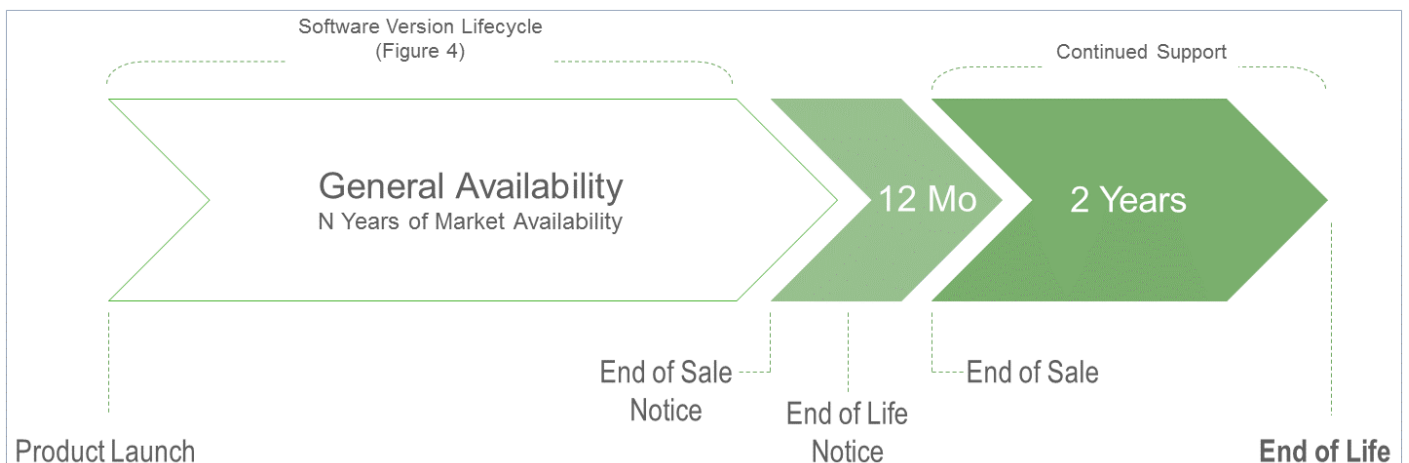 Software Version Lifecycle
(Figure 4)
Continued Support
General Availability
N Years of Market Availability
12 Mo
2 Years
End of Sale
Notice
End of Life
Notice
End of Sale
Product Launch
End of Life